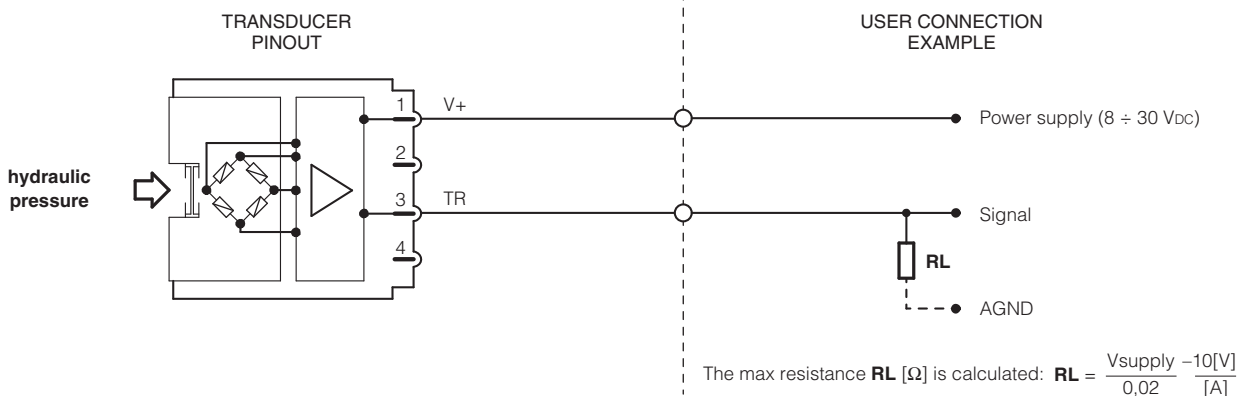 TRANSDUCER
PINOUT
USER CONNECTION
EXAMPLE
1
V+
Power supply (8 ÷ 30 VDC)
2
hydraulic
pressure
3
TR
Signal
4
RL
AGND
The max resistance RL [Ω] is calculated: RL = Vsupply −10[V]
0,02 [A]